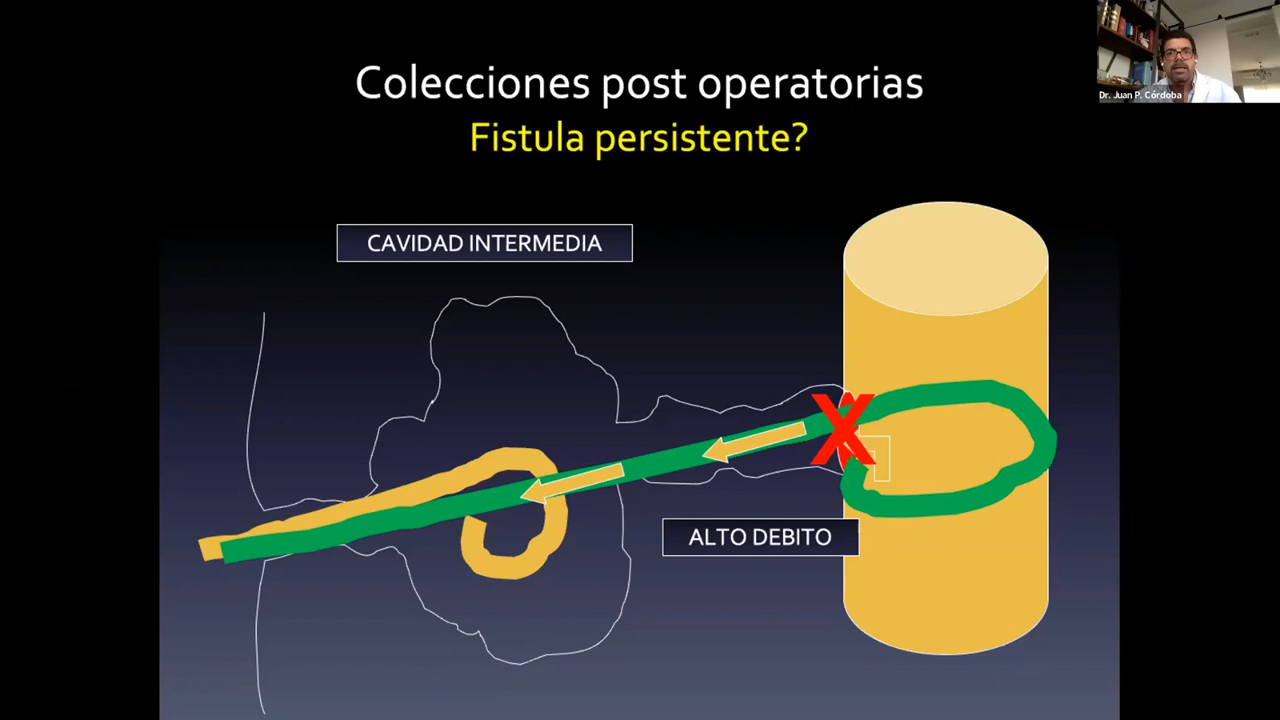 Colecciones post operatorias
Fistula persistente?
Dr. Juan P. Córdoba
CAVIDAD INTERMEDIA
X
ALTO DEBITO